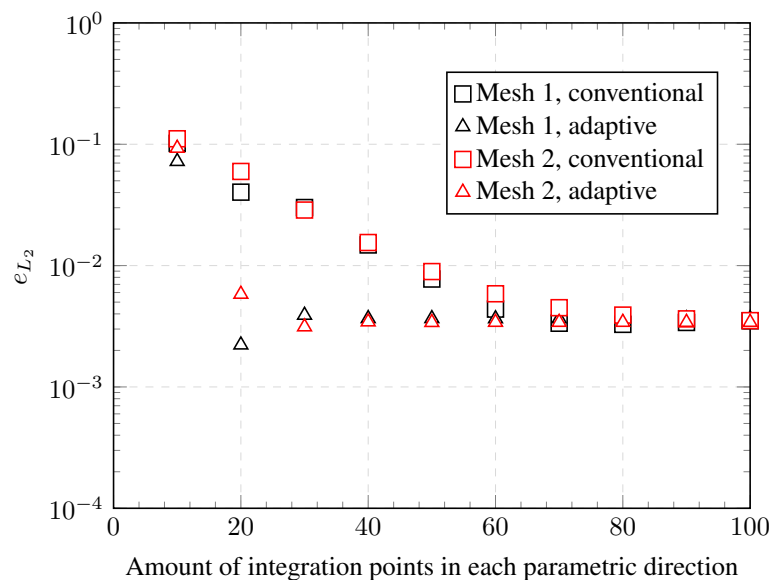 10^0
10^{-1}
10^{-2}
10^{-3}
10^{-4}
e_{L_2}
Mesh 1, conventional
Mesh 1, adaptive
Mesh 2, conventional
Mesh 2, adaptive
0 20 40 60 80 100
Amount of integration points in each parametric direction